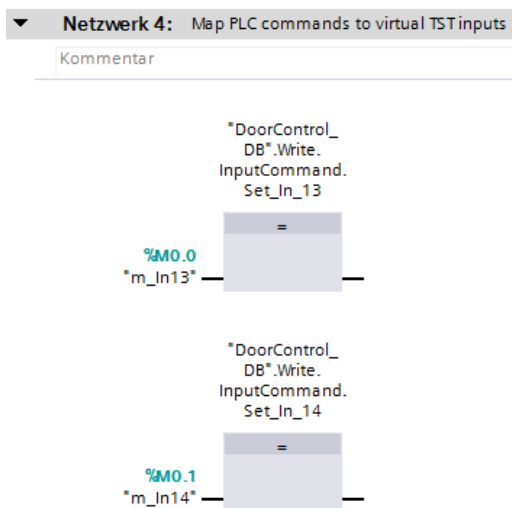 Netzwerk 4: Map PLC commands to virtual TST inputs
Kommentar
"DoorControl_
DB".Write.
InputCommand.
Set_In_13
=
%M0.0
"m_In13"
"DoorControl_
DB".Write.
InputCommand.
Set_In_14
=
%M0.1
"m_In14"